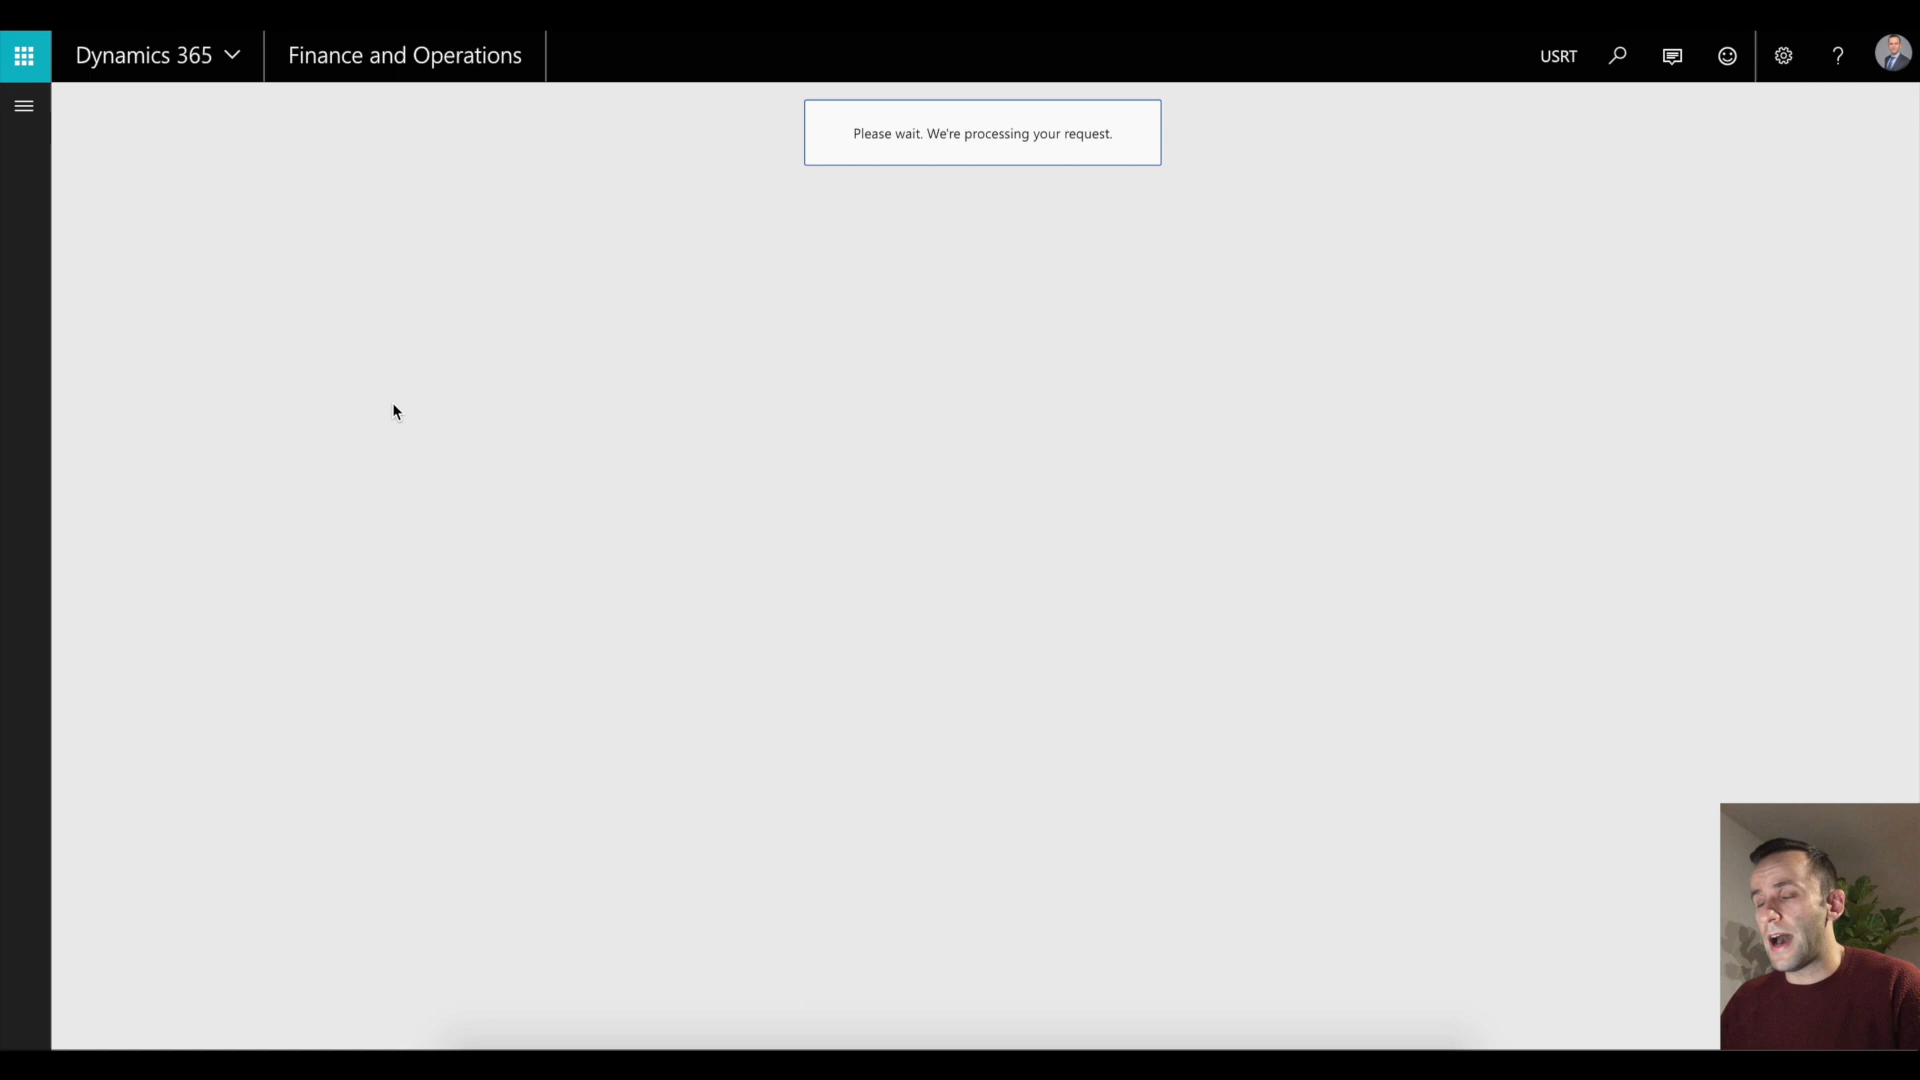 Dynamics 365
Finance and Operations
USRT
?
Please wait. We're processing your request.